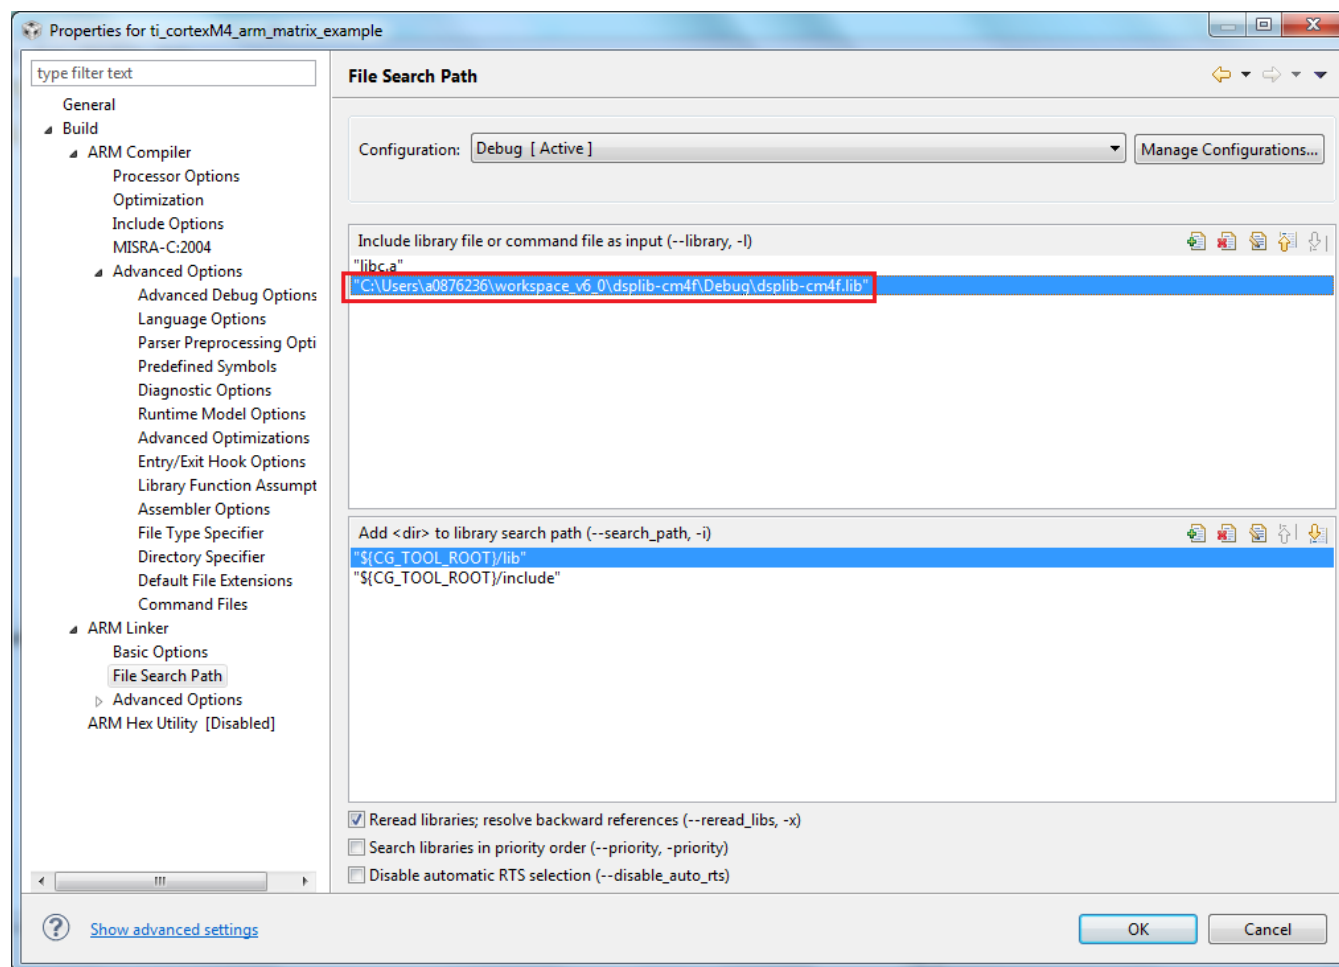 Properties for ti_cortexM4_arm_matrix_example
type filter text
General
Build
ARM Compiler
Processor Options
Optimization
Include Options
MISRA-C:2004
Advanced Options
Advanced Debug Options
Language Options
Parser Preprocessing Opti
Predefined Symbols
Diagnostic Options
Runtime Model Options
Advanced Optimizations
Entry/Exit Hook Options
Library Function Assumpt
Assembler Options
File Type Specifier
Directory Specifier
Default File Extensions
Command Files
ARM Linker
Basic Options
File Search Path
Advanced Options
ARM Hex Utility [Disabled]
File Search Path
Configuration: Debug [ Active ] Manage Configurations...
Include library file or command file as input (--library, -l)
"libc.a"
"C:\Users\a0876236\workspace_v6_0\dsplib-cm4f\Debug\dsplib-cm4f.lib"
Add <dir> to library search path (--search_path, -i)
"${CG_TOOL_ROOT}/lib"
"${CG_TOOL_ROOT}/include"
Reread libraries; resolve backward references (--reread_libs, -x)
Search libraries in priority order (--priority, -priority)
Disable automatic RTS selection (--disable_auto_rts)
Show advanced settings
OK Cancel